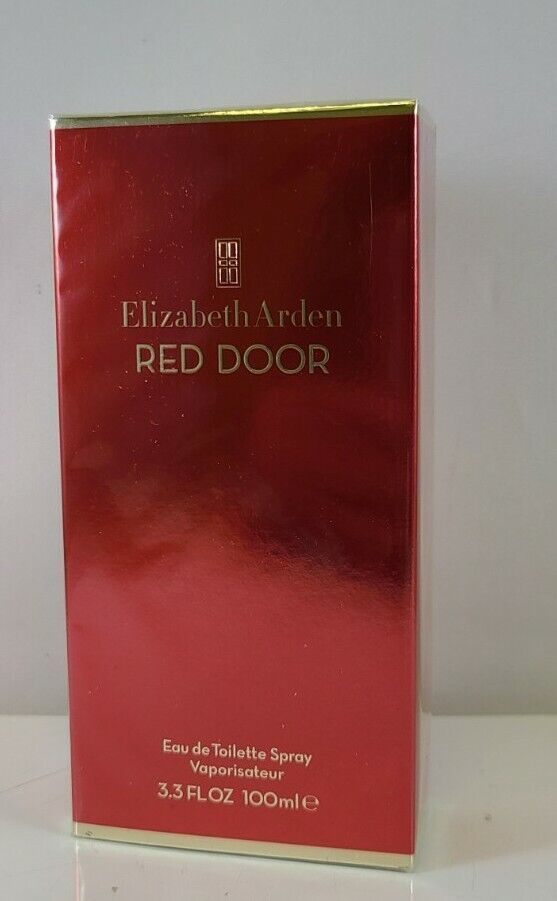 Elizabeth Arden
RED DOOR
Eau de Toilette Spray
Vaporisateur
3.3 FL OZ 100ml℮